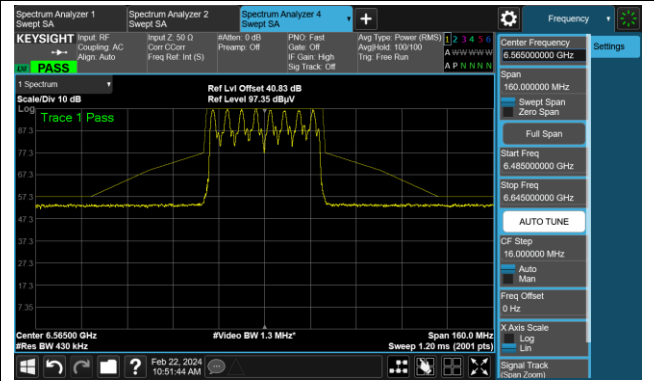 Spectrum Analyzer 1
Swept SA
Spectrum Analyzer 2
Swept SA
Spectrum Analyzer 4
Swept SA
Frequency
KEYSIGHT
Input: RF
Coupling: AC
Align: Auto
Input Z: 50 Ω
Corr CCorr
Freq Ref: Int (S)
#Atten: 0 dB
Preamp: Off
PNO: Fast
Gate: Off
IF Gain: High
Sig Track: Off
Avg Type: Power (RMS)
Avg|Hold: 100/100
Trig: Free Run
1 2 3 4 5 6
A W W W W W
A P N N N N
LXI
PASS
1 Spectrum
Scale/Div 10 dB
Ref Lvl Offset 40.83 dB
Ref Level 97.35 dBµV
Log
Trace 1 Pass
87.3
77.3
67.3
57.3
47.3
37.3
27.3
17.3
7.35
Center 6.56500 GHz
#Res BW 430 kHz
#Video BW 1.3 MHz*
Span 160.0 MHz
Sweep 1.20 ms (2001 pts)
Center Frequency
6.565000000 GHz
Settings
Span
160.000000 MHz
Swept Span
Zero Span
Full Span
Start Freq
6.485000000 GHz
Stop Freq
6.645000000 GHz
AUTO TUNE
CF Step
16.000000 MHz
Auto
Man
Freq Offset
0 Hz
X Axis Scale
Log
Lin
Signal Track
(Span Zoom)
Feb 22, 2024
10:51:44 AM